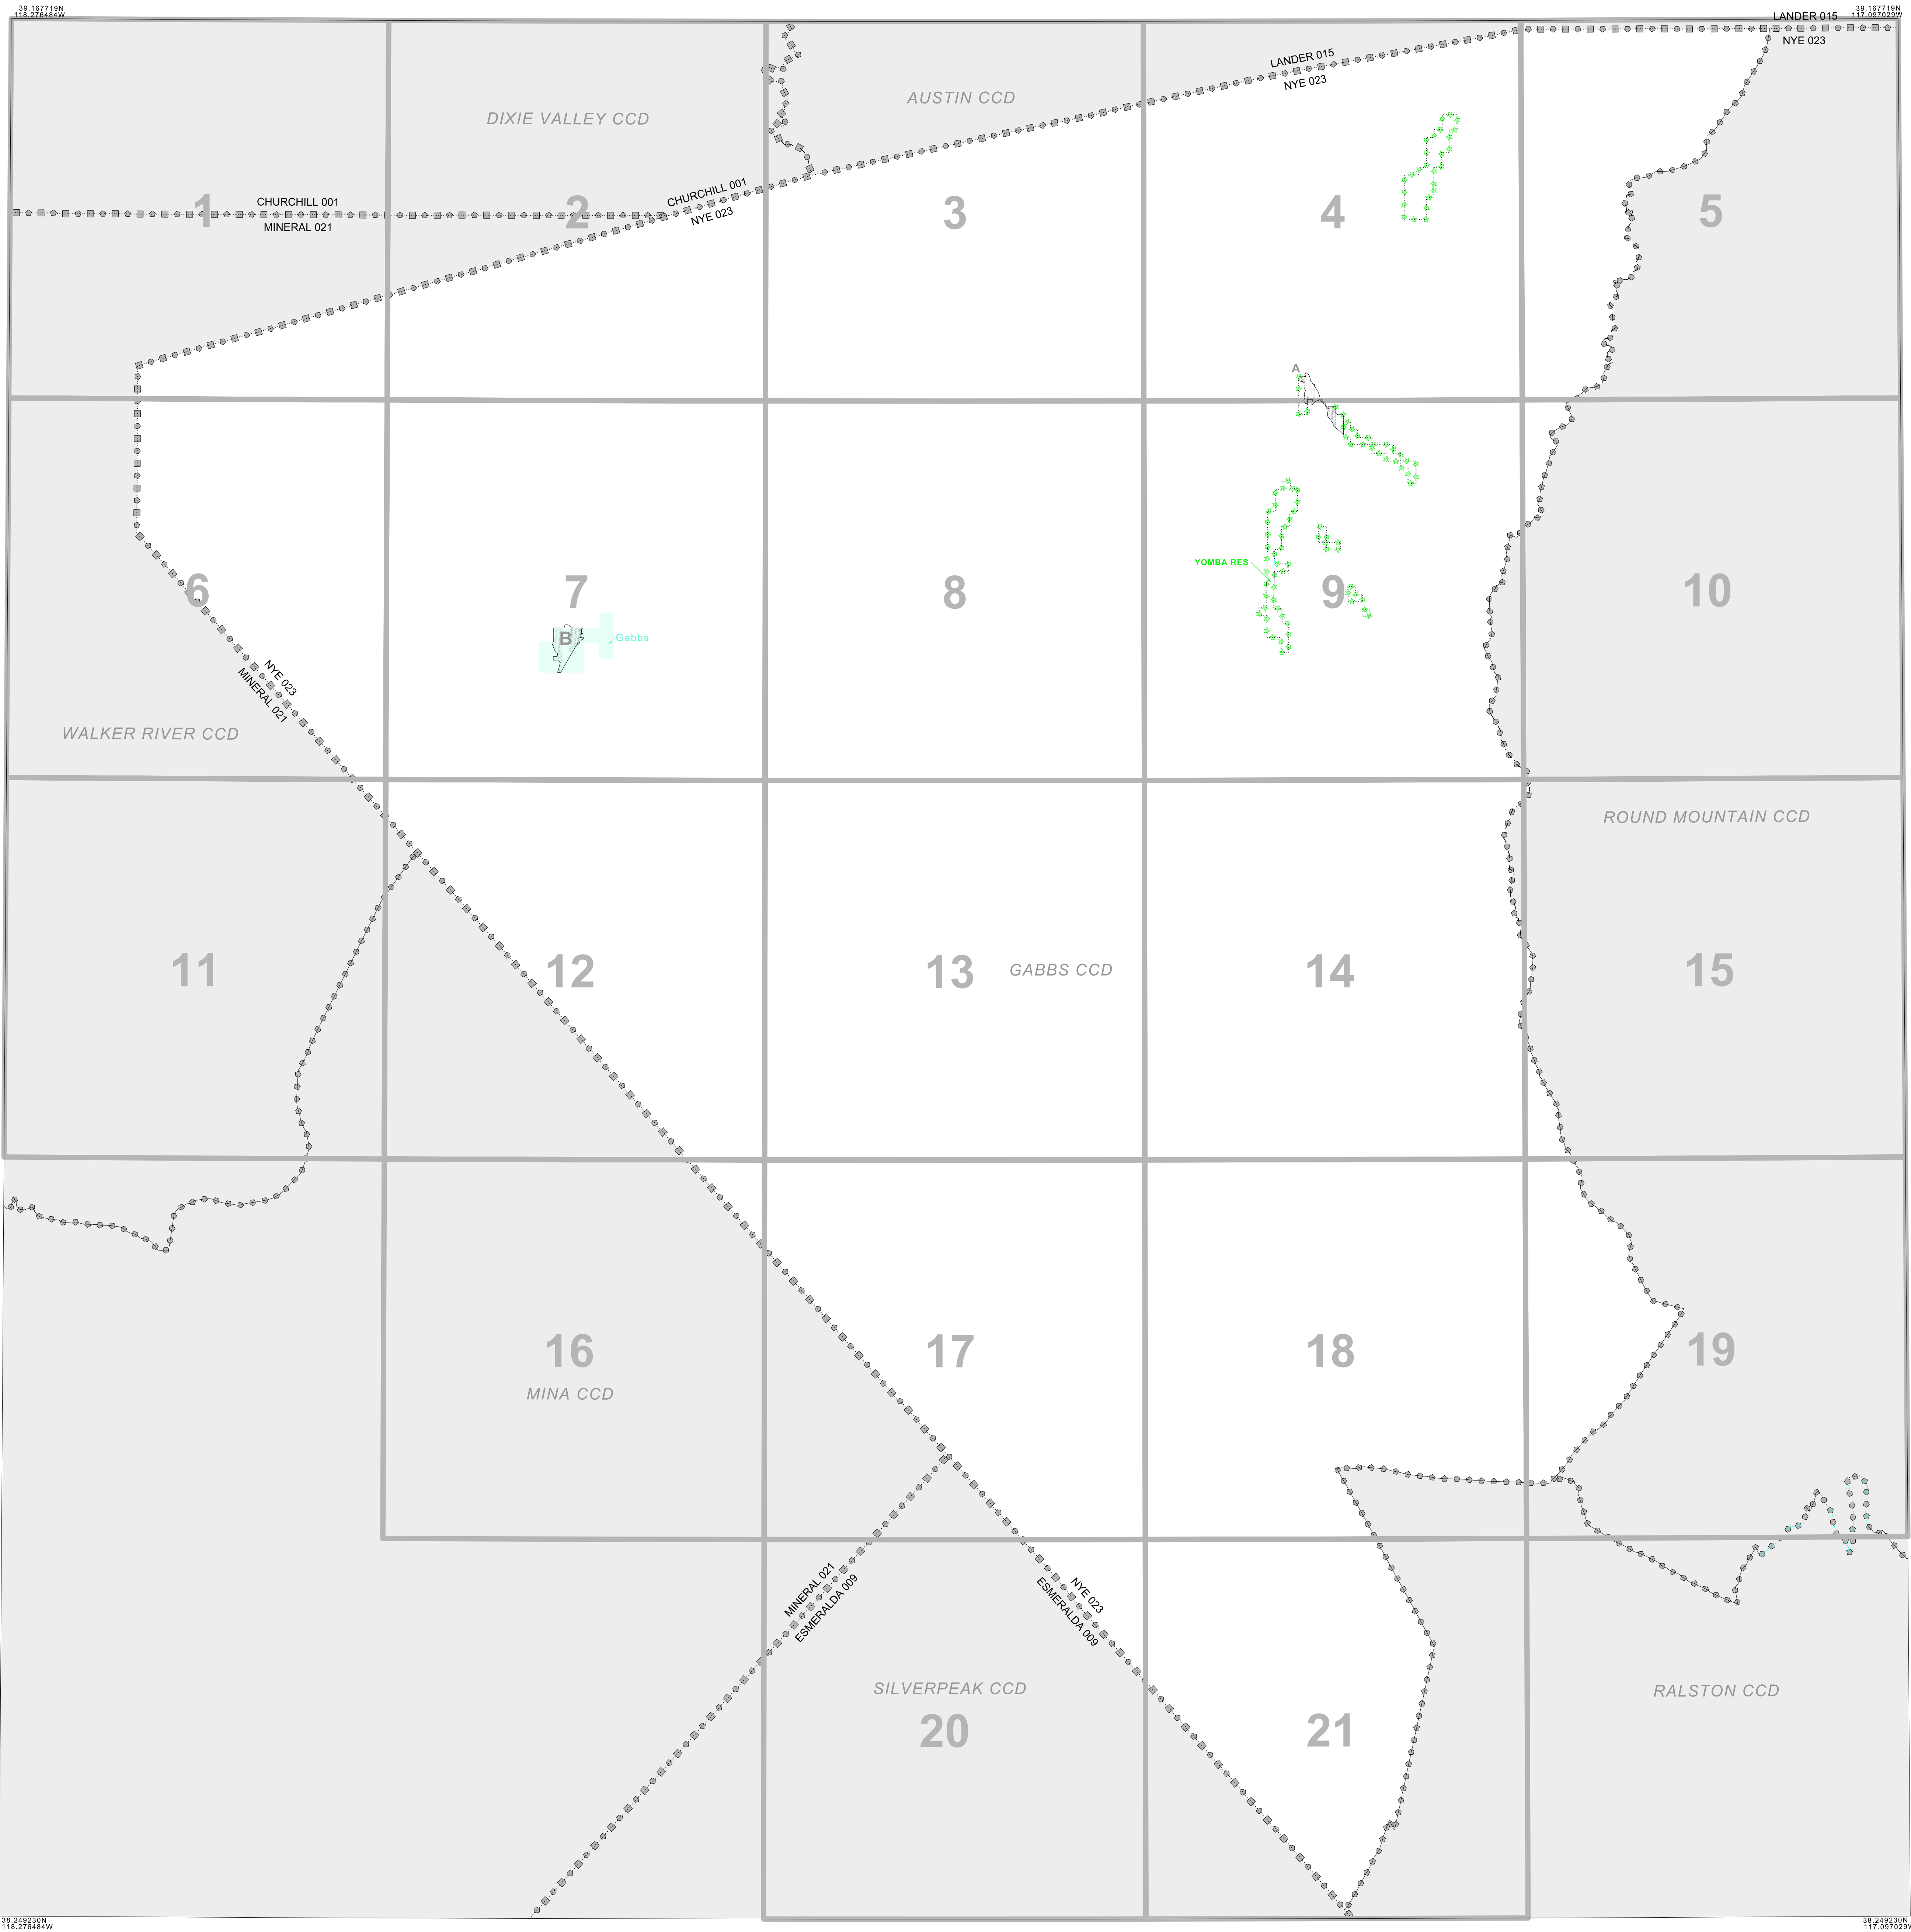 39.167719N
118.276484W
39.167719N
117.097029W
LANDER 015
NYE 023
LANDER 015
NYE 023
AUSTIN CCD
DIXIE VALLEY CCD
CHURCHILL 001
NYE 023
CHURCHILL 001
MINERAL 021
1
2
3
4
5
A
YOMBA RES
6
7
8
9
10
B
Gabbs
NYE 023
MINERAL 021
WALKER RIVER CCD
ROUND MOUNTAIN CCD
11
12
13
GABBS CCD
14
15
16
17
18
19
MINA CCD
MINERAL 021
ESMERALDA 009
NYE 023
ESMERALDA 009
SILVERPEAK CCD
RALSTON CCD
20
21
38.249230N
118.276484W
38.249230N
117.097029W